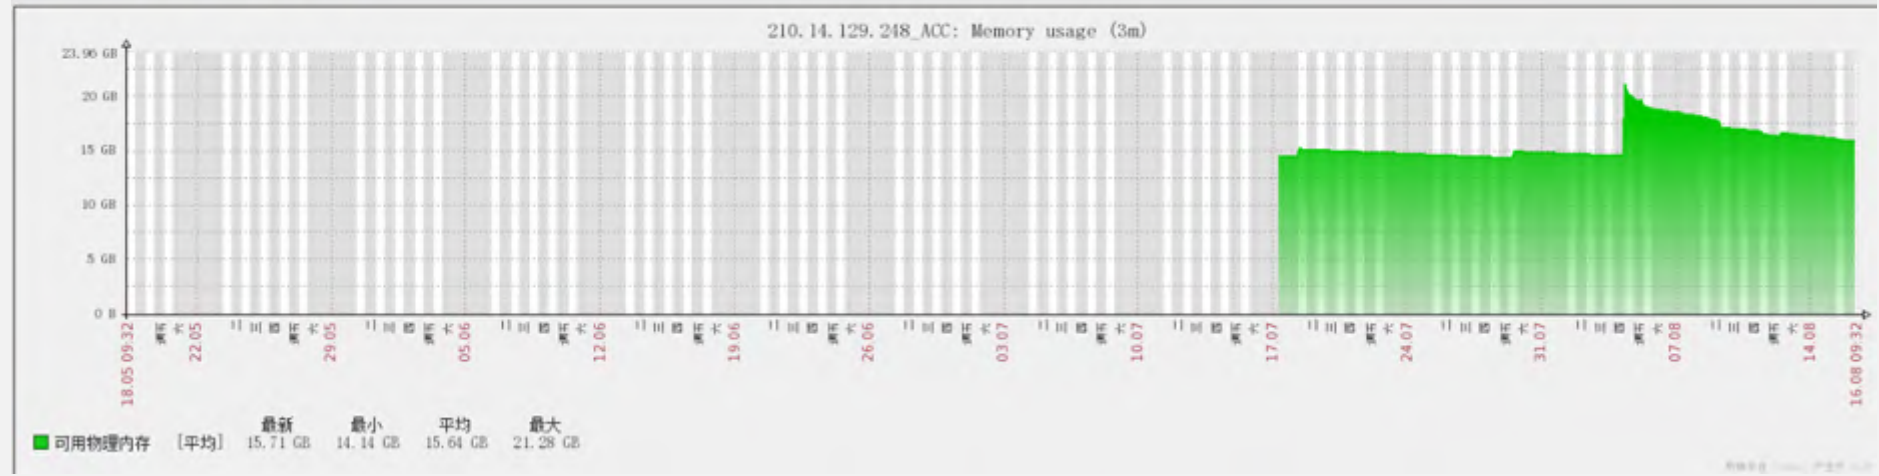 210.14.129.248_ACC: Memory usage (3m)
23.96 GB
20 GB
15 GB
10 GB
5 GB
0 B
18.05 09:32
22.05
29.05
05.06
12.06
19.06
26.06
03.07
10.07
17.07
24.07
31.07
07.08
14.08
16.08 09:32
最新 最小 平均 最大
可用物理内存 [平均] 15.71 GB 14.14 GB 15.64 GB 21.28 GB